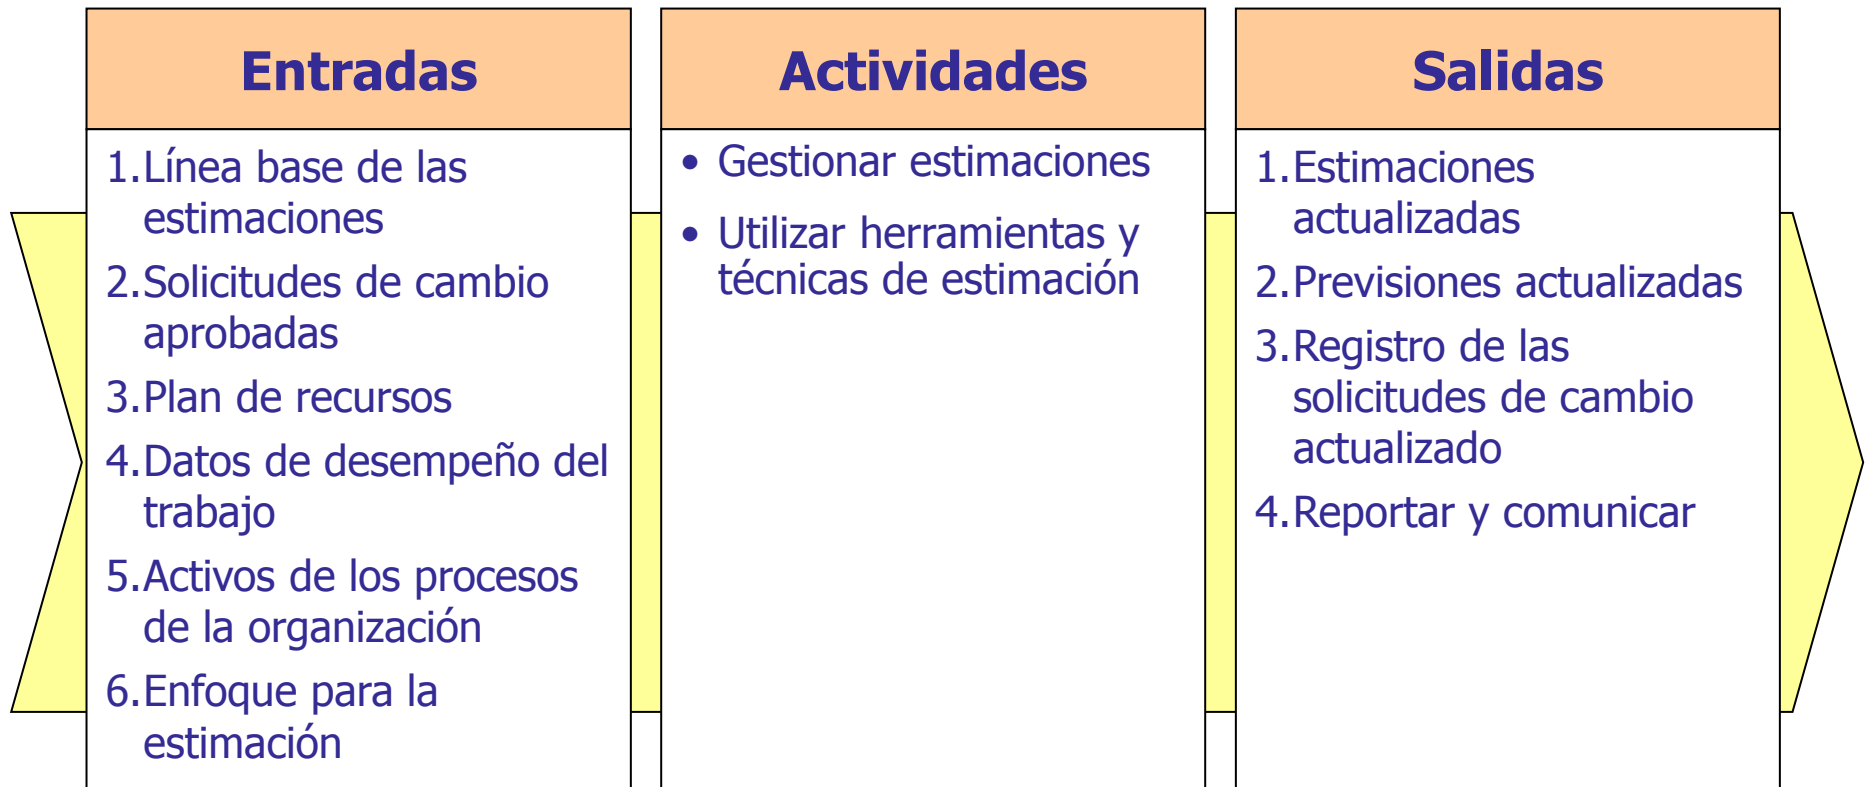 Entradas
1.Línea base de las
estimaciones
2.Solicitudes de cambio
aprobadas
3.Plan de recursos
4.Datos de desempeño del
trabajo
5.Activos de los procesos
de la organización
6.Enfoque para la
estimación
Actividades
• Gestionar estimaciones
• Utilizar herramientas y
técnicas de estimación
Salidas
1.Estimaciones
actualizadas
2.Previsiones actualizadas
3.Registro de las
solicitudes de cambio
actualizado
4.Reportar y comunicar